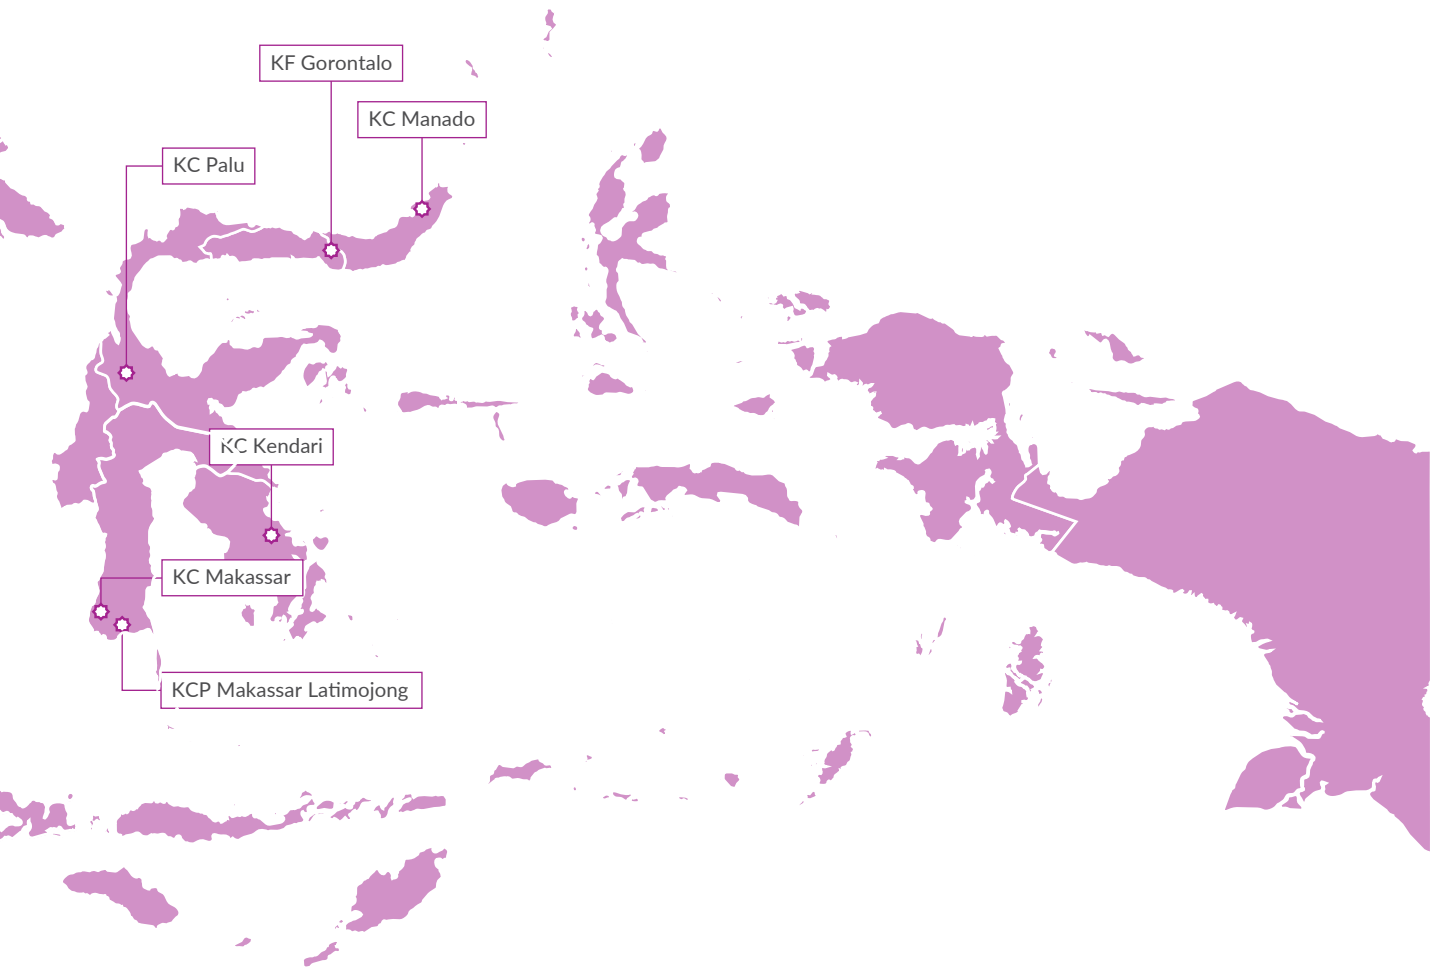 KF Gorontalo
KC Manado
KC Palu
KC Kendari
KC Makassar
KCP Makassar Latimojong